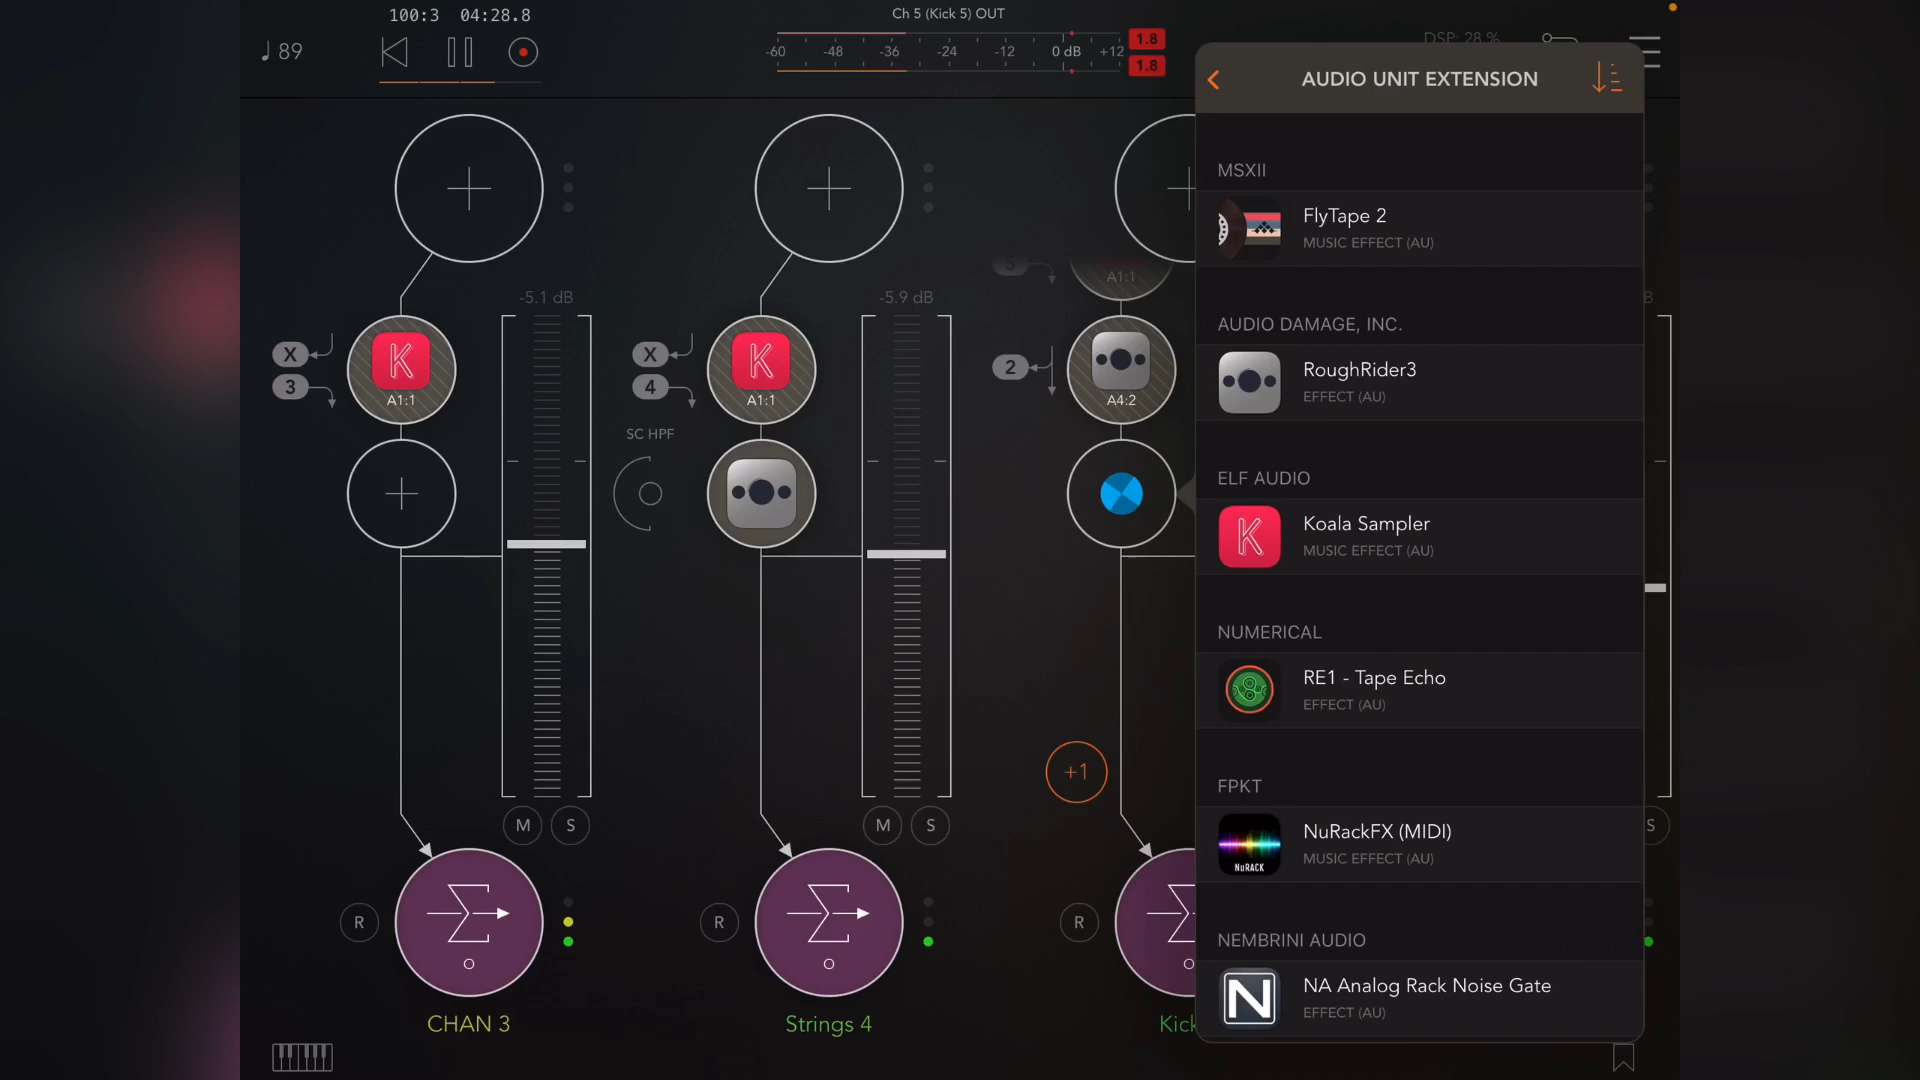 100:3 04:28.8
89
Ch 5 (Kick 5) OUT
-60 -48 -36 -24 -12 0 dB +12
1.8
1.8
DSP: 28 %
AUDIO UNIT EXTENSION
MSXII
FlyTape 2
MUSIC EFFECT (AU)
AUDIO DAMAGE, INC.
RoughRider3
EFFECT (AU)
ELF AUDIO
Koala Sampler
MUSIC EFFECT (AU)
NUMERICAL
RE1 - Tape Echo
EFFECT (AU)
FPKT
NuRackFX (MIDI)
MUSIC EFFECT (AU)
NuRACK
NEMBRINI AUDIO
NA Analog Rack Noise Gate
EFFECT (AU)
N
-5.1 dB
X
3
K
A1:1
M S
R
CHAN 3
-5.9 dB
X
4
K
A1:1
SC HPF
M S
R
Strings 4
5
A1:1
2
A4:2
+1
R
Kick
B
S
K